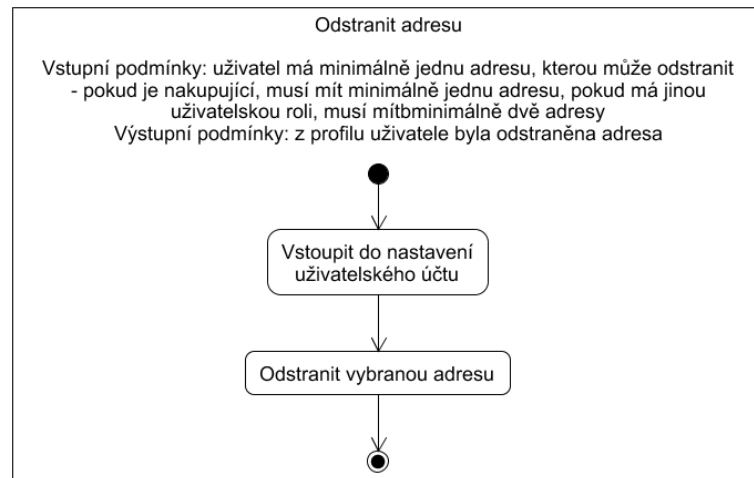 Odstranit adresu
Vstupní podmínky: uživatel má minimálně jednu adresu, kterou může odstranit
- pokud je nakupující, musí mít minimálně jednu adresu, pokud má jinou
uživatelskou roli, musí mítbminimálně dvě adresy
Výstupní podmínky: z profilu uživatele byla odstraněna adresa
Vstoupit do nastavení
uživatelského účtu
Odstranit vybranou adresu